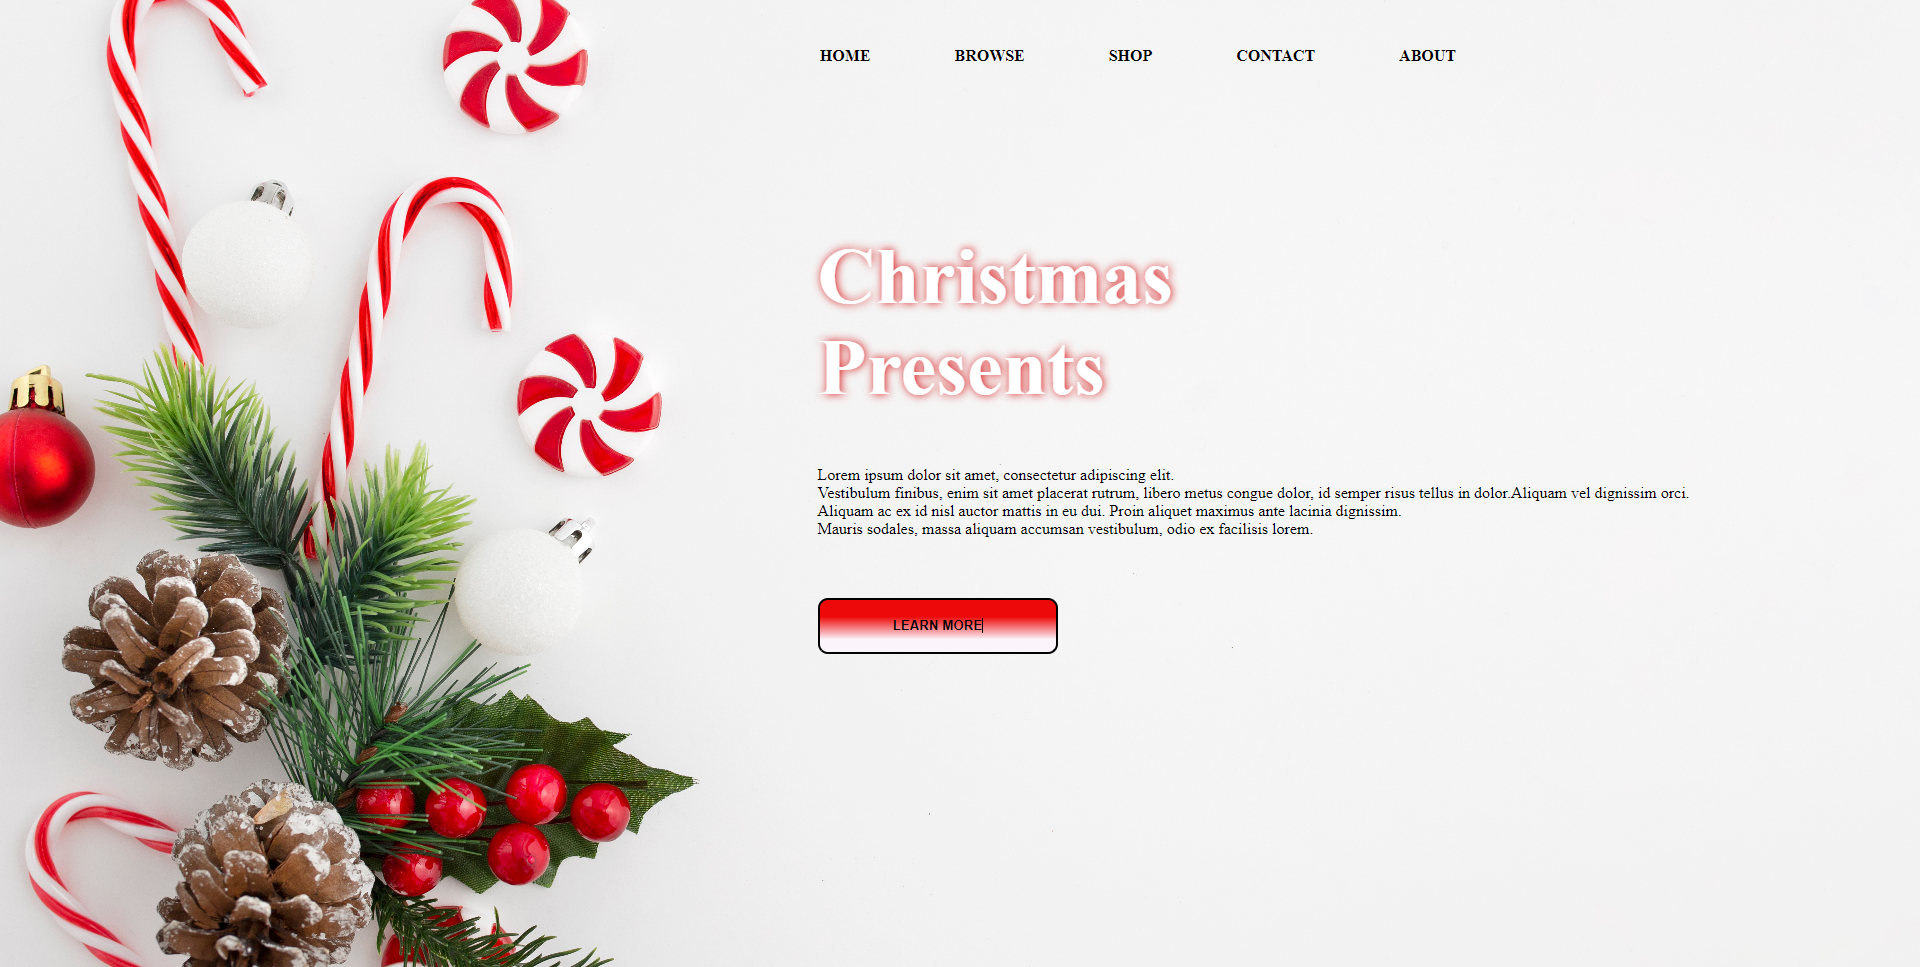 HOME BROWSE SHOP CONTACT ABOUT
Christmas
Presents
Lorem ipsum dolor sit amet, consectetur adipiscing elit.
Vestibulum finibus, enim sit amet placerat rutrum, libero metus congue dolor, id semper risus tellus in dolor.Aliquam vel dignissim orci.
Aliquam ac ex id nisl auctor mattis in eu dui. Proin aliquet maximus ante lacinia dignissim.
Mauris sodales, massa aliquam accumsan vestibulum, odio ex facilisis lorem.
LEARN MORE